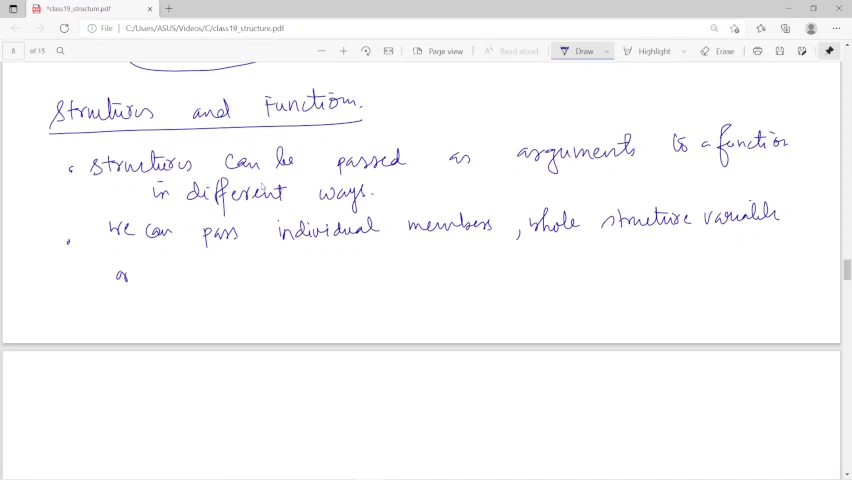 *class19_structure.pdf
File
C:/Users/ASUS/Videos/C/class19_structure.pdf
8 of 13
Page view
Read aloud
Draw
Highlight
Erase
Structures and Function.
Structures can be passed as arguments to a function
in different ways.
We can pass individual members, whole structure variable
or